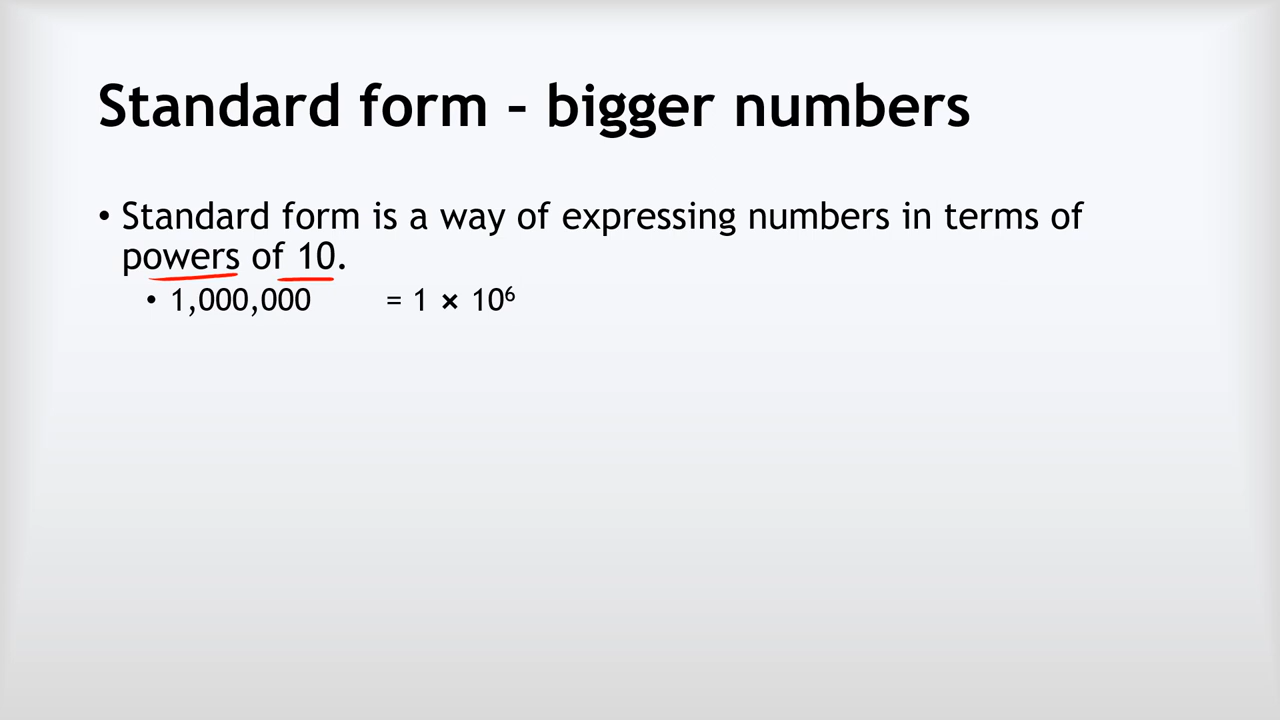 Standard form – bigger numbers
• Standard form is a way of expressing numbers in terms of
powers of 10.
• 1,000,000 = 1 × 10⁶